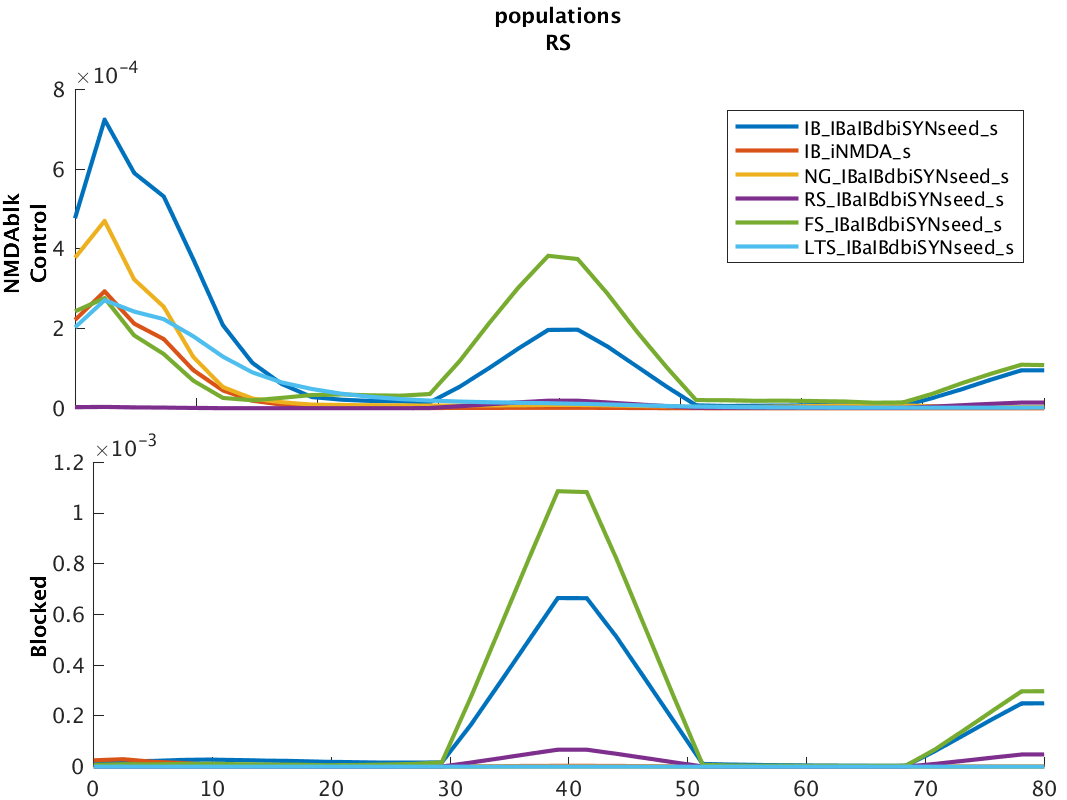 populations
RS
×10⁻⁴
8
6
4
2
0
NMDAblk
Control
IB_IBaIBdbiSYNseed_s
IB_iNMDA_s
NG_IBaIBdbiSYNseed_s
RS_IBaIBdbiSYNseed_s
FS_IBaIBdbiSYNseed_s
LTS_IBaIBdbiSYNseed_s
×10⁻³
1.2
1
0.8
0.6
0.4
0.2
0
Blocked
0 10 20 30 40 50 60 70 80